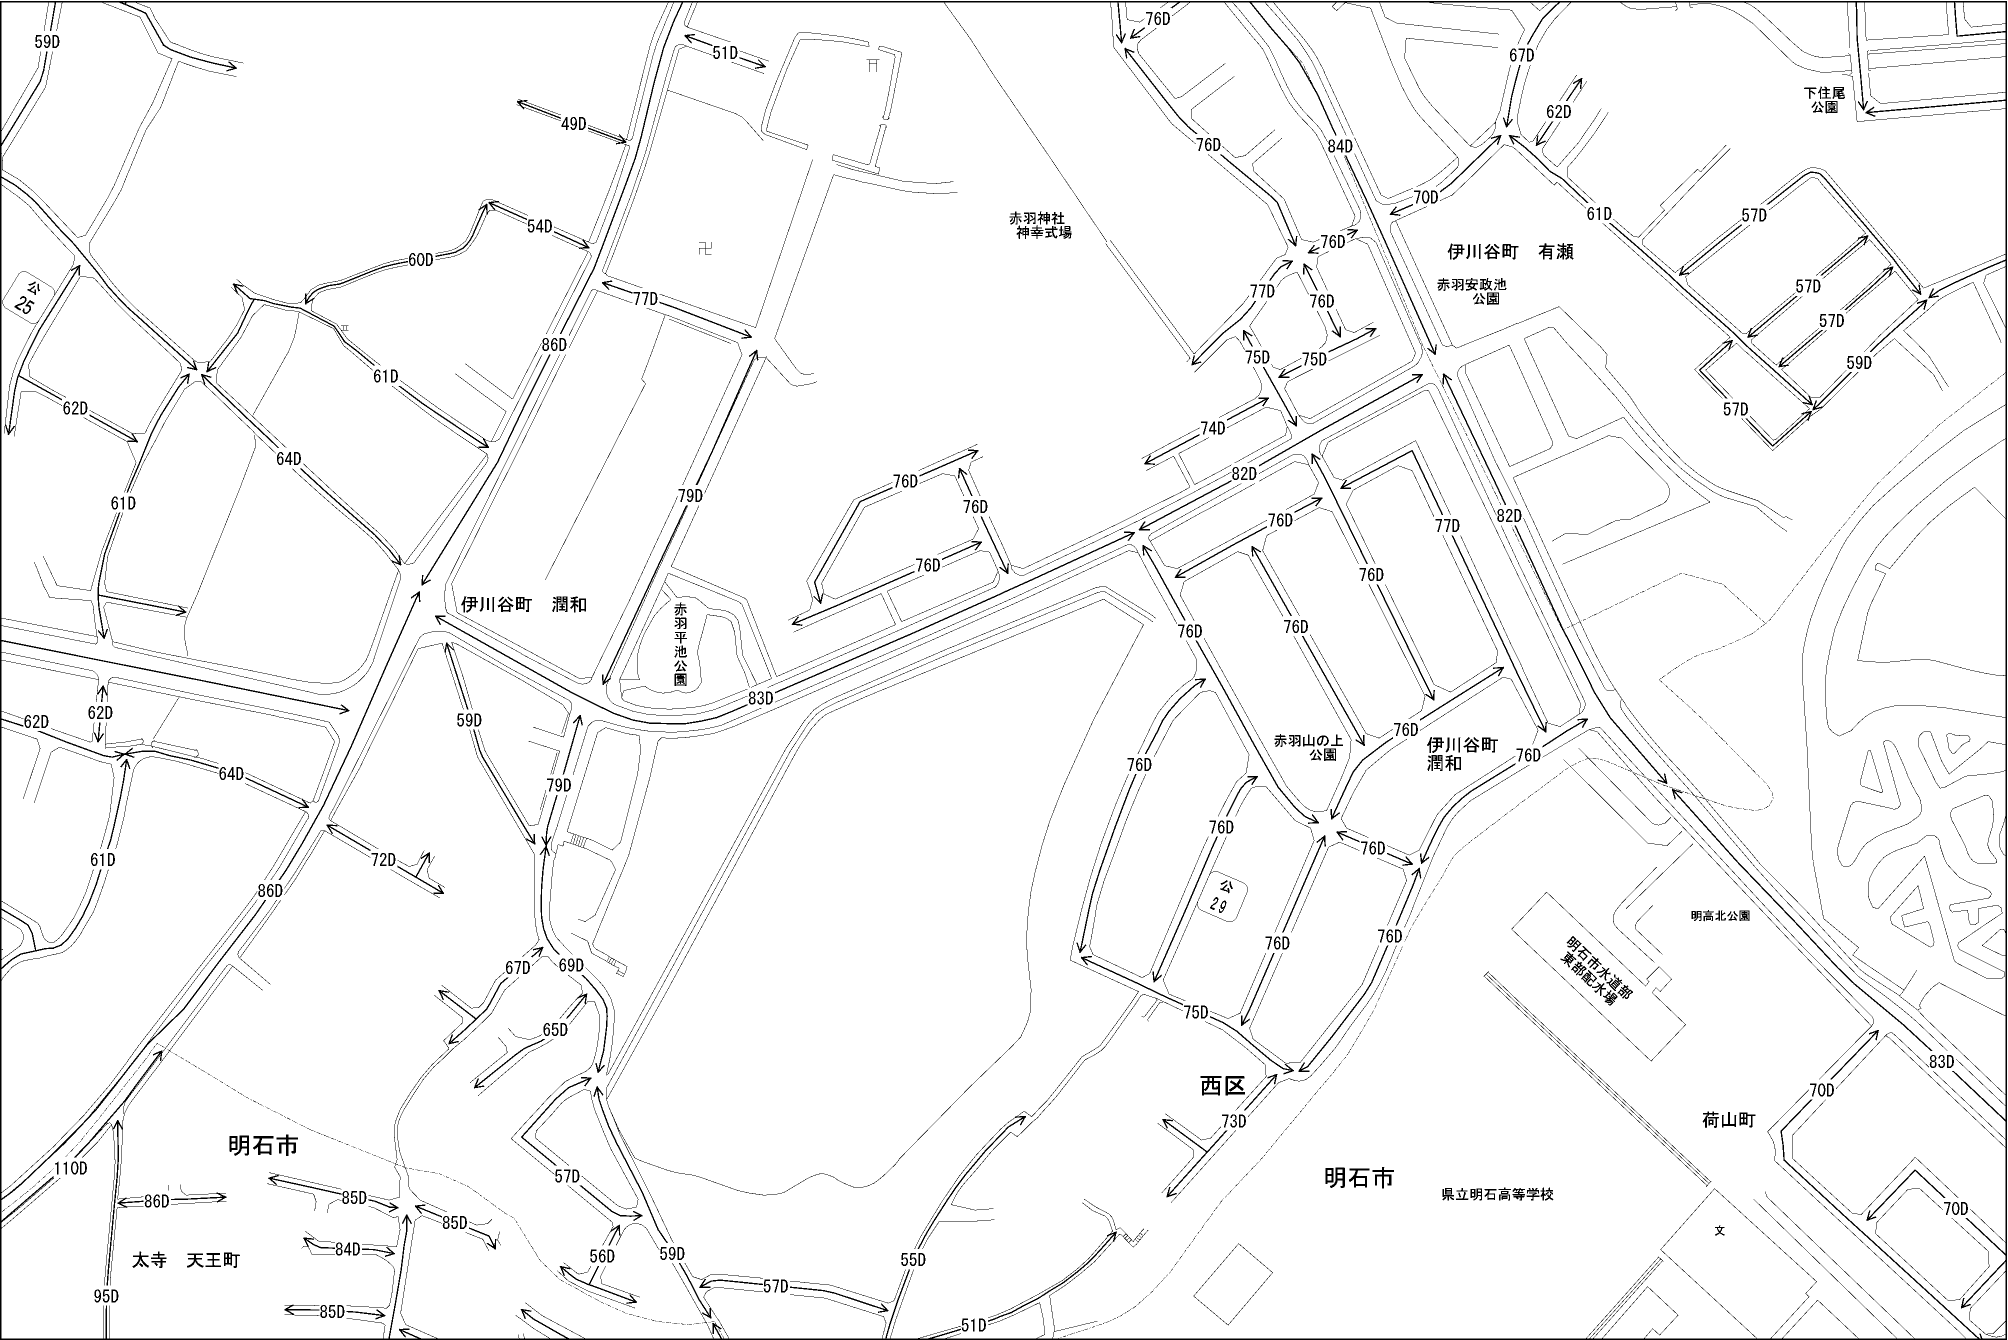 76D
59D
51D
67D
下住尾
公園
49D
62D
76D
84D
70D
赤羽神社
神幸式場
57D
61D
54D
76D
伊川谷町 有瀬
卍
60D
公
25
77D
赤羽安政池
公園
57D
77D
76D
57D
86D
75D
75D
59D
61D
62D
57D
74D
64D
82D
76D
79D
61D
76D
82D
76D
77D
76D
76D
伊川谷町 潤和
赤羽平池公園
76D
76D
83D
62D
62D
59D
76D
赤羽山の上
公園
伊川谷町
潤和
76D
76D
64D
79D
76D
61D
72D
76D
86D
公
29
明高北公園
76D
76D
明石市水道部
東部配水場
67D
69D
75D
65D
83D
西区
70D
荷山町
73D
明石市
110D
57D
明石市
県立明石高等学校
86D
85D
70D
85D
文
84D
太寺 天王町
56D
59D
55D
57D
95D
85D
51D